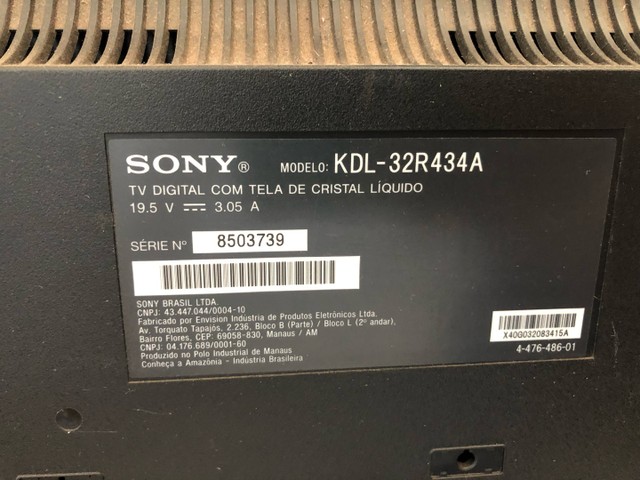 SONY® MODELO: KDL-32R434A
TV DIGITAL COM TELA DE CRISTAL LÍQUIDO
19.5 V ⎓ 3.05 A
SÉRIE Nº 8503739
SONY BRASIL LTDA.
CNPJ: 43.447.044/0004-10
Fabricado por Envision Indústria de Produtos Eletrônicos Ltda.
Av. Torquato Tapajós, 2.236, Bloco B (Parte) / Bloco L (2º andar),
Bairro Flores, CEP: 69058-830, Manaus / AM
CNPJ: 04.176.689/0001-60
Produzido no Polo Industrial de Manaus
Conheça a Amazônia - Indústria Brasileira
X40G032083415A
4-476-486-01